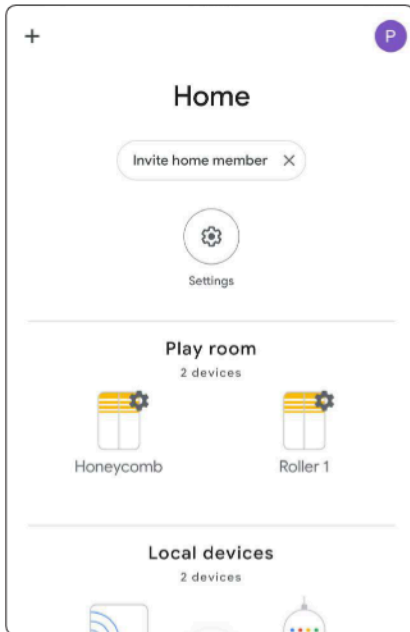 +
P
Home
Invite home member ×
Settings
Play room
2 devices
Honeycomb
Roller 1
Local devices
2 devices